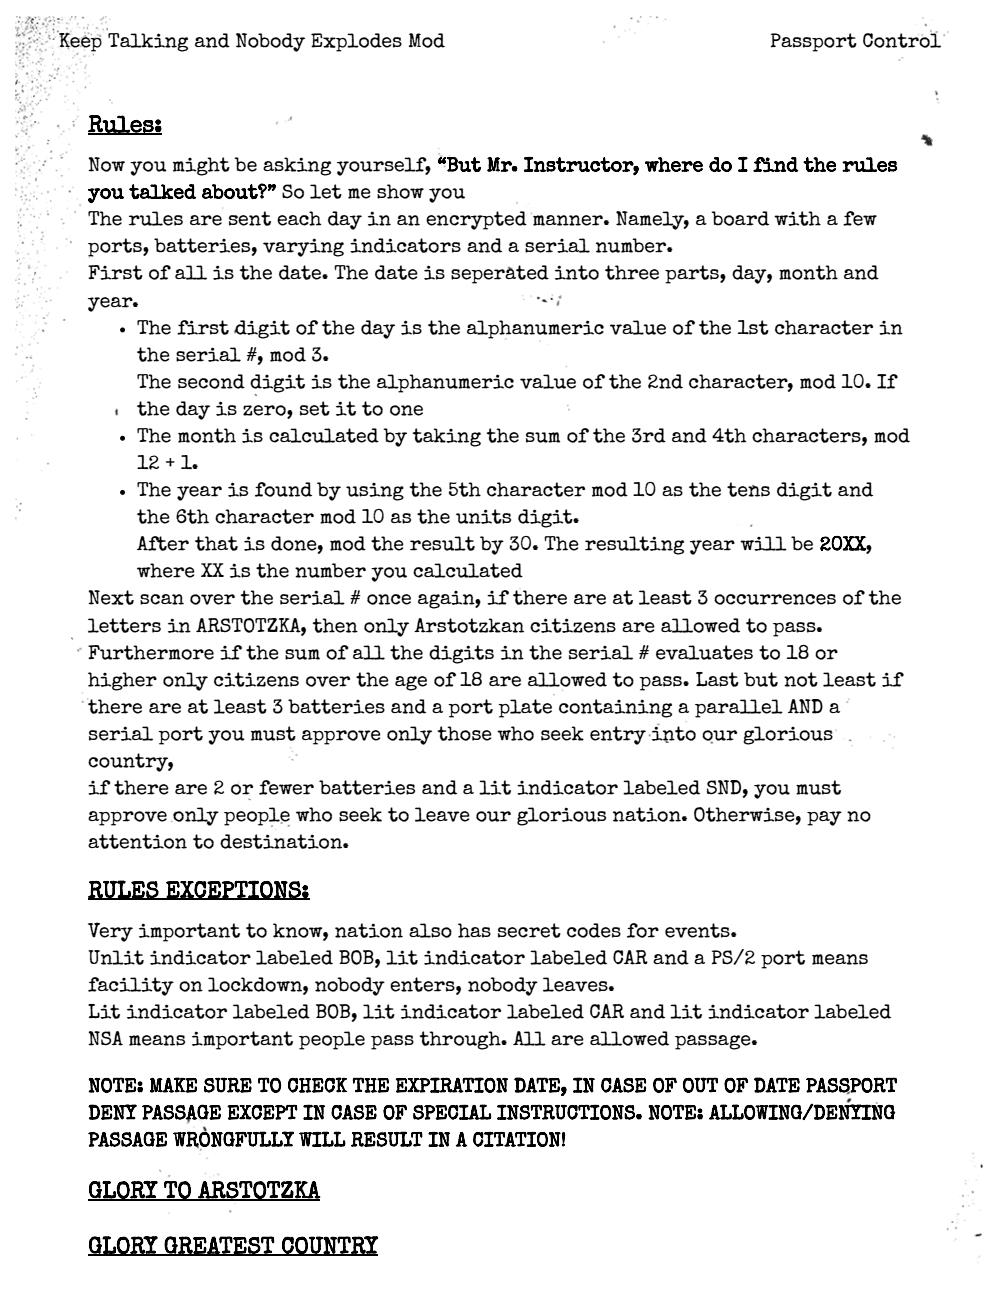 Keep Talking and Nobody Explodes Mod
Passport Control
Rules:
Now you might be asking yourself, “But Mr. Instructor, where do I find the rules
you talked about?” So let me show you
The rules are sent each day in an encrypted manner. Namely, a board with a few
ports, batteries, varying indicators and a serial number.
First of all is the date. The date is seperated into three parts, day, month and
year.
• The first digit of the day is the alphanumeric value of the 1st character in
the serial #, mod 3.
The second digit is the alphanumeric value of the 2nd character, mod 10. If
the day is zero, set it to one
• The month is calculated by taking the sum of the 3rd and 4th characters, mod
12 + 1.
• The year is found by using the 5th character mod 10 as the tens digit and
the 6th character mod 10 as the units digit.
After that is done, mod the result by 30. The resulting year will be 20XX,
where XX is the number you calculated
Next scan over the serial # once again, if there are at least 3 occurrences of the
letters in ARSTOTZKA, then only Arstotzkan citizens are allowed to pass.
Furthermore if the sum of all the digits in the serial # evaluates to 18 or
higher only citizens over the age of 18 are allowed to pass. Last but not least if
there are at least 3 batteries and a port plate containing a parallel AND a
serial port you must approve only those who seek entry into our glorious
country,
if there are 2 or fewer batteries and a lit indicator labeled SND, you must
approve only people who seek to leave our glorious nation. Otherwise, pay no
attention to destination.
RULES EXCEPTIONS:
Very important to know, nation also has secret codes for events.
Unlit indicator labeled BOB, lit indicator labeled CAR and a PS/2 port means
facility on lockdown, nobody enters, nobody leaves.
Lit indicator labeled BOB, lit indicator labeled CAR and lit indicator labeled
NSA means important people pass through. All are allowed passage.
NOTE: MAKE SURE TO CHECK THE EXPIRATION DATE, IN CASE OF OUT OF DATE PASSPORT
DENY PASSAGE EXCEPT IN CASE OF SPECIAL INSTRUCTIONS. NOTE: ALLOWING/DENYING
PASSAGE WRONGFULLY WILL RESULT IN A CITATION!
GLORY TO ARSTOTZKA
GLORY GREATEST COUNTRY